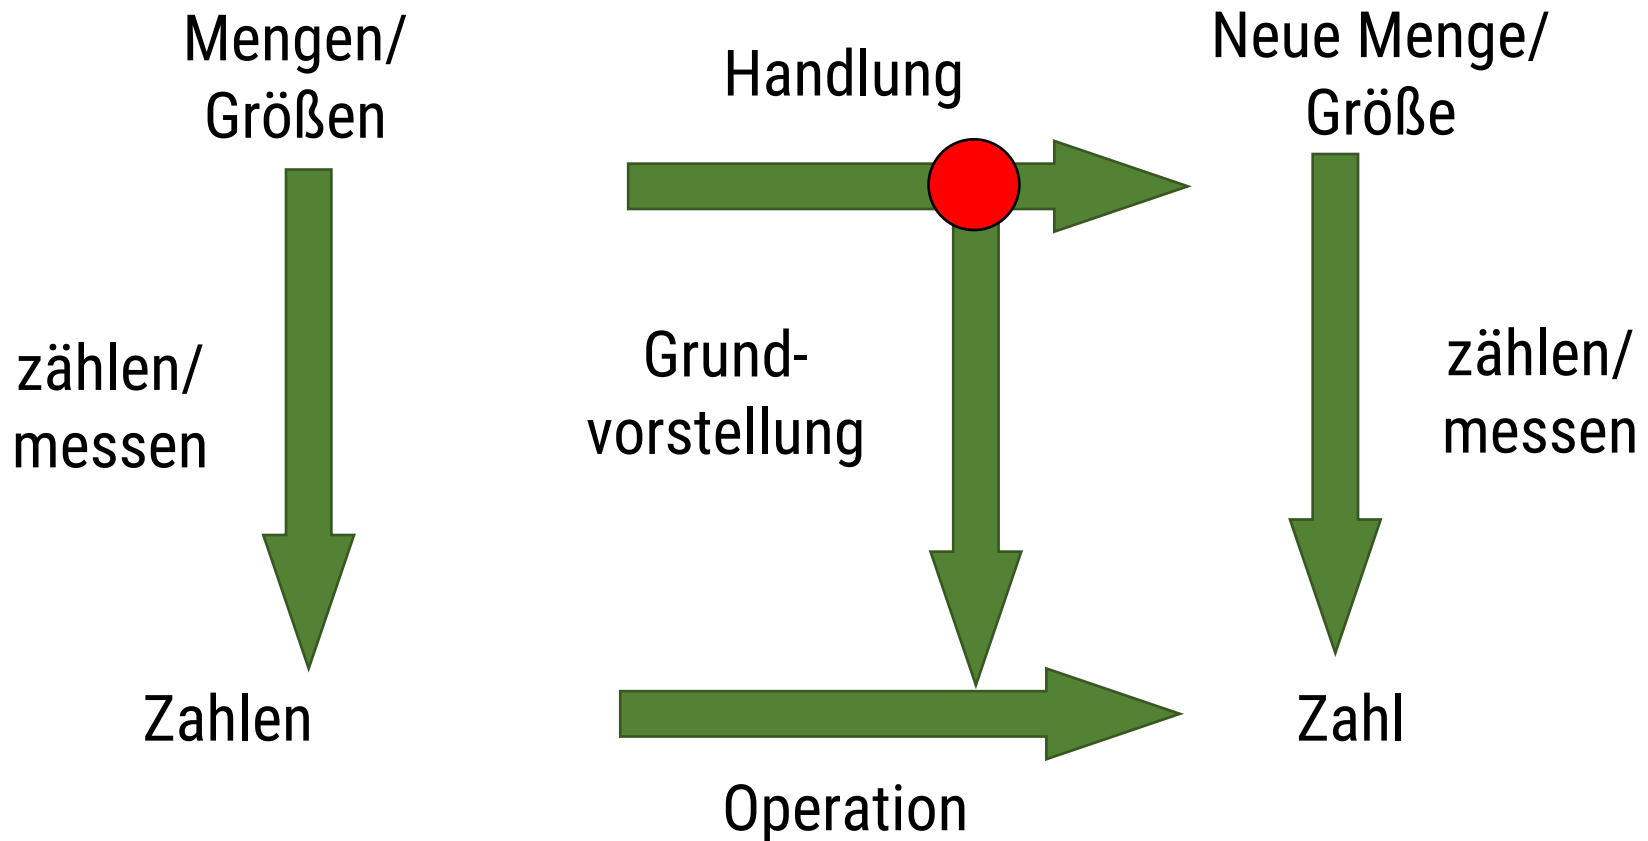 Mengen/
Größen
Handlung
Neue Menge/
Größe
zählen/
messen
Grund-
vorstellung
zählen/
messen
Zahlen
Operation
Zahl